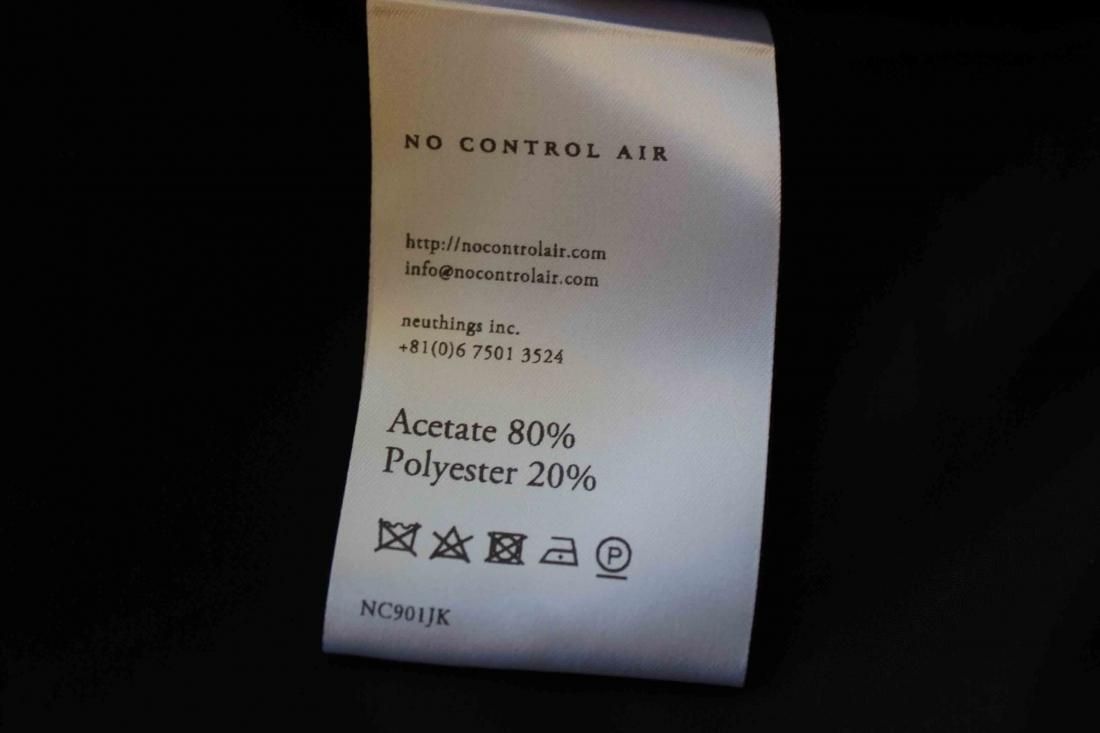 NO CONTROL AIR
http://nocontrolair.com
info@nocontrolair.com
neuthings inc.
+81(0)6 7501 3524
Acetate 80%
Polyester 20%
P
NC901JK